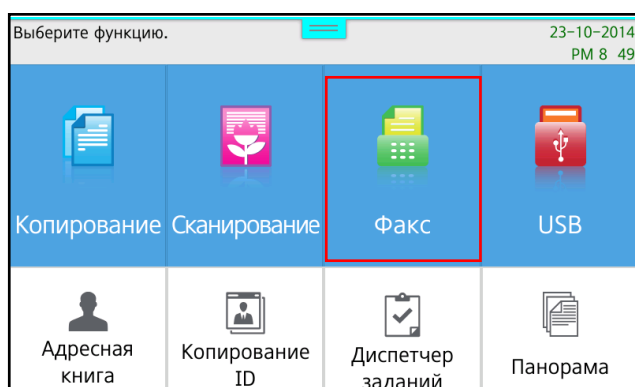 Выберите функцию.
23-10-2014
PM 8 49
Копирование Сканирование Факс USB
Адресная книга
Копирование ID
Диспетчер заданий
Панорама